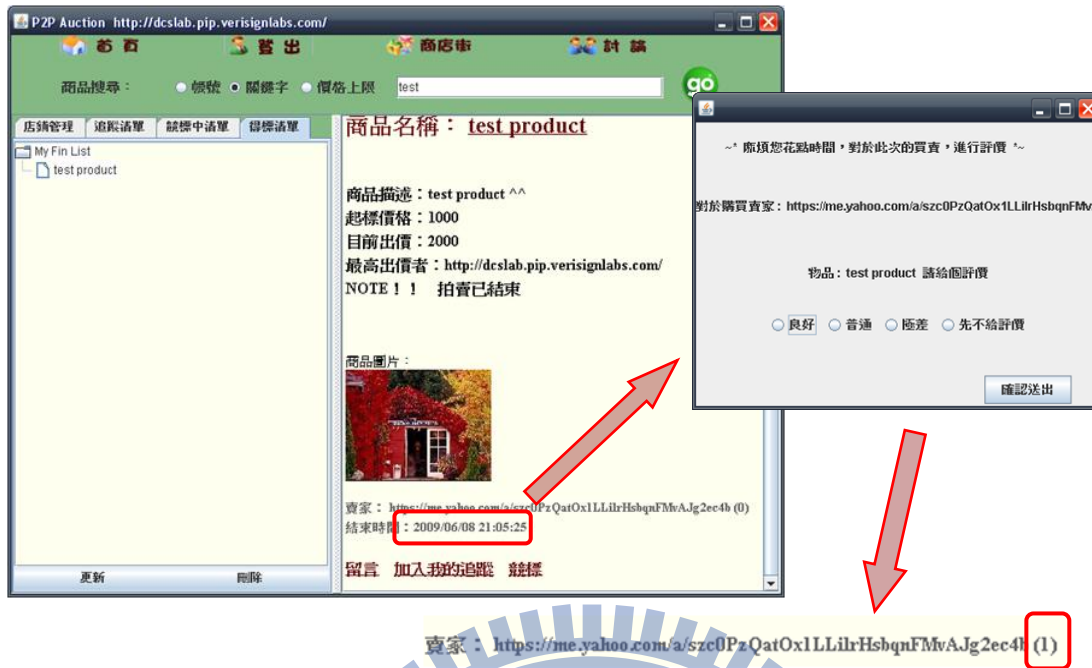 P2P Auction http://dcslab.pip.verisignlabs.com/
首頁 登出 商店街 討論
商品搜尋： 帳號 關鍵字 價格上限 test go
店鋪管理 追蹤清單 競標中清單 得標清單
My Fin List
test product
更新 刪除
商品名稱： test product
商品描述：test product ^^
起標價格：1000
目前出價：2000
最高出價者：http://dcslab.pip.verisignlabs.com/
NOTE！！ 拍賣已結束
商品圖片：
賣家： https://me.yahoo.com/a/szc0PzQatOx1LLilrHsbqnFMvAJg2ec4b (0)
結束時間：2009/06/08 21:05:25
留言 加入我的追蹤 競標
~* 麻煩您花點時間，對於此次的買賣，進行評價 *~
對於購買賣家：https://me.yahoo.com/a/szc0PzQatOx1LLilrHsbqnFMv
物品：test product 請給個評價
良好 普通 極差 先不給評價
確認送出
賣家： https://me.yahoo.com/a/szc0PzQatOx1LLilrHsbqnFMvAJg2ec4b (1)